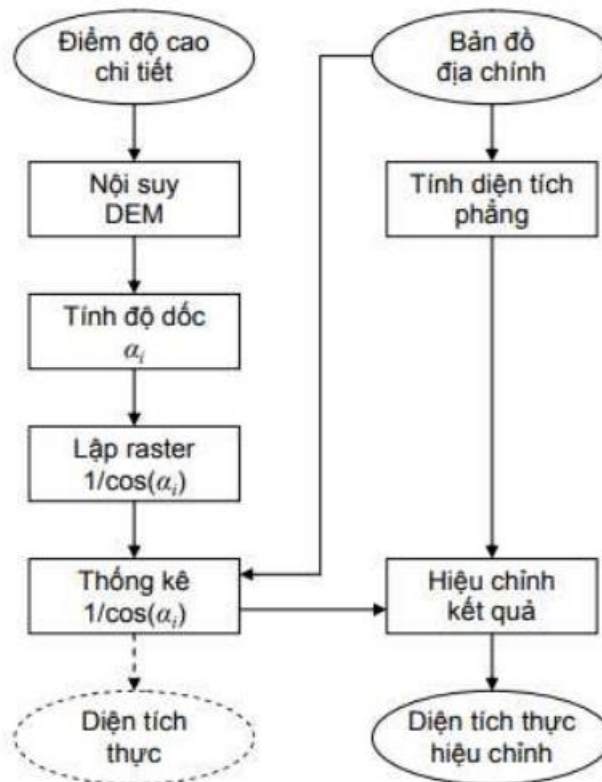 Điểm độ cao
chi tiết
Bản đồ
địa chính
Nội suy
DEM
Tính diện tích
phẳng
Tính độ dốc
αᵢ
Lập raster
1/cos(αᵢ)
Thống kê
1/cos(αᵢ)
Hiệu chỉnh
kết quả
Diện tích
thực
Diện tích thực
hiệu chỉnh